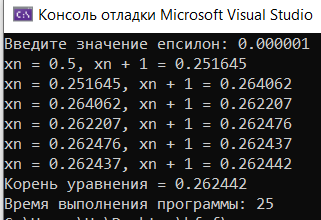 Консоль отладки Microsoft Visual Studio
Введите значение епсилон: 0.000001
xn = 0.5, xn + 1 = 0.251645
xn = 0.251645, xn + 1 = 0.264062
xn = 0.264062, xn + 1 = 0.262207
xn = 0.262207, xn + 1 = 0.262476
xn = 0.262476, xn + 1 = 0.262437
xn = 0.262437, xn + 1 = 0.262442
Корень уравнения = 0.262442
Время выполнения программы: 25